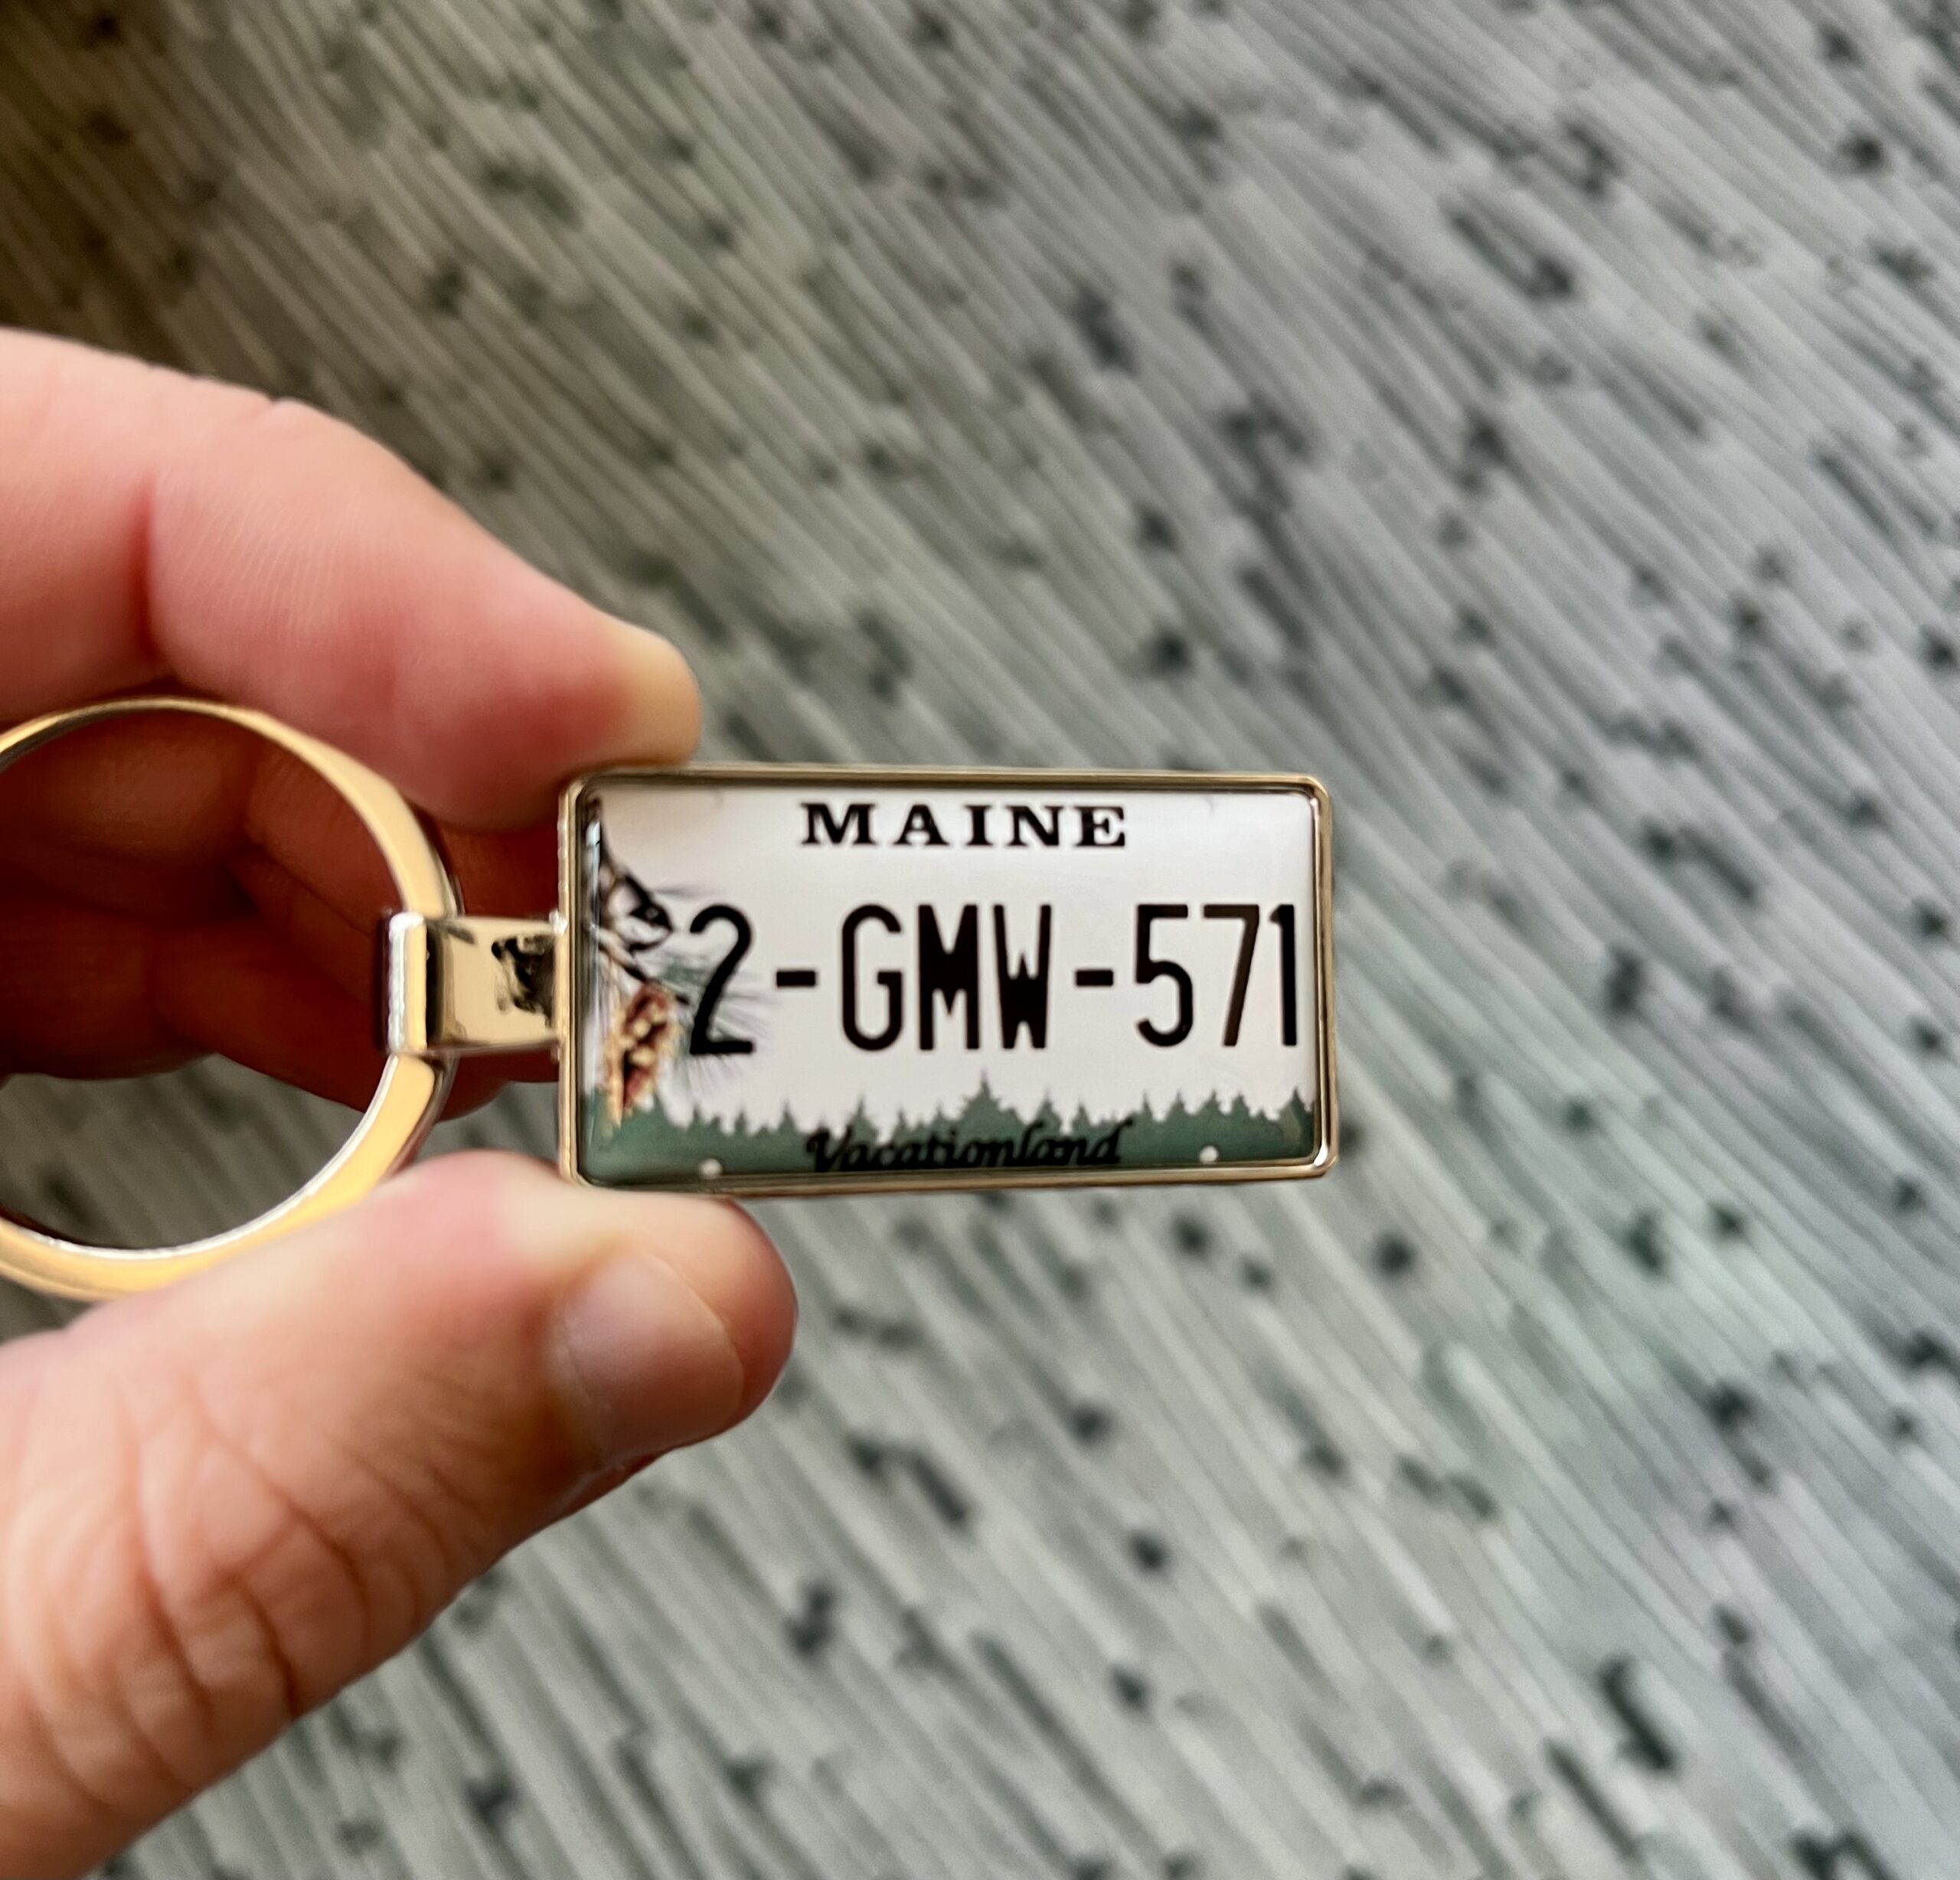 MAINE
2-GMW-571
Vacationland